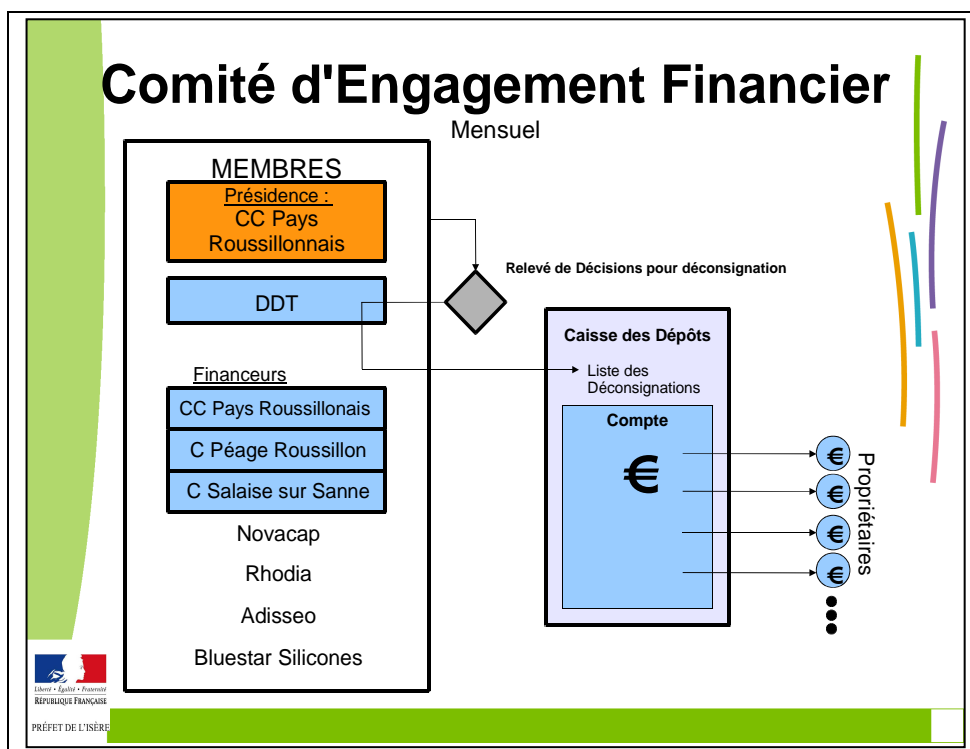 Comité d'Engagement Financier
Mensuel
MEMBRES
Présidence :
CC Pays
Roussillonnais
DDT
Financeurs
CC Pays Roussillonais
C Péage Roussillon
C Salaise sur Sanne
Novacap
Rhodia
Adisseo
Bluestar Silicones
Relevé de Décisions pour déconsignation
Caisse des Dépôts
Liste des
Déconsignations
Compte
€
€
€
€
€
Propriétaires
Liberté • Égalité • Fraternité
RÉPUBLIQUE FRANÇAISE
PRÉFET DE L'ISÈRE